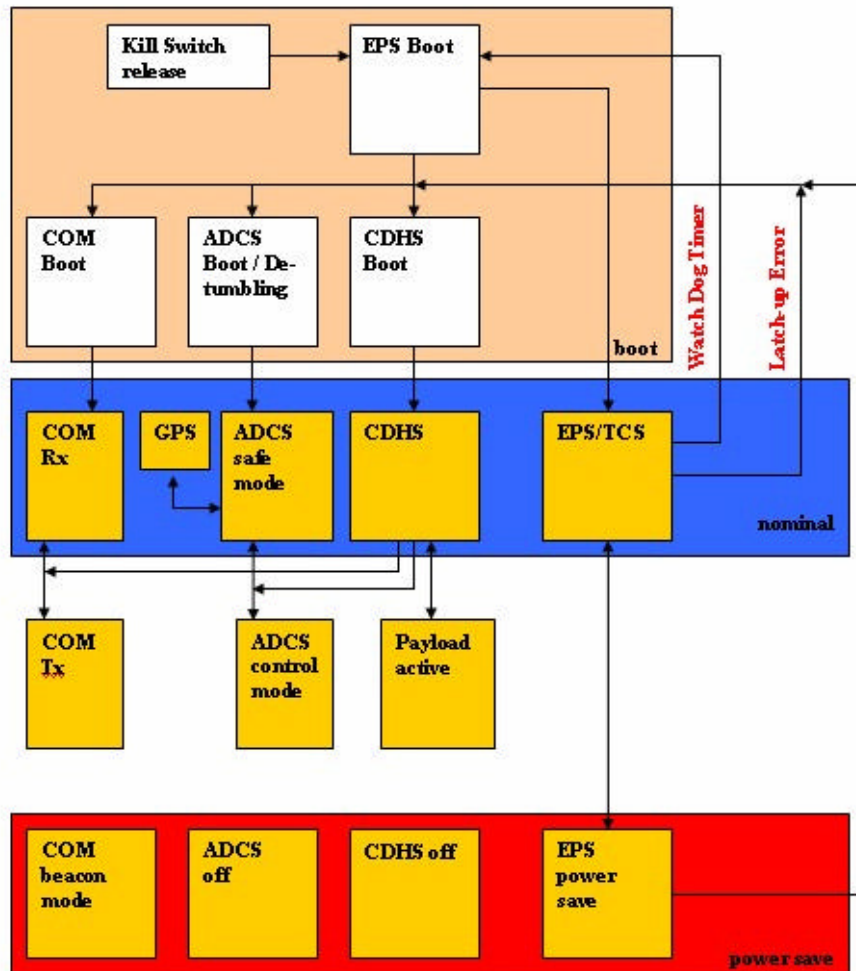 Kill Switch
release
EPS Boot
COM
Boot
ADCS
Boot / De-
tumbling
CDHS
Boot
boot
Watch Dog Timer
Latch-up Error
COM
Rx
GPS
ADCS
safe
mode
CDHS
EPS/TCS
nominal
COM
Tx
ADCS
control
mode
Payload
active
COM
beacon
mode
ADCS
off
CDHS off
EPS
power
save
power save